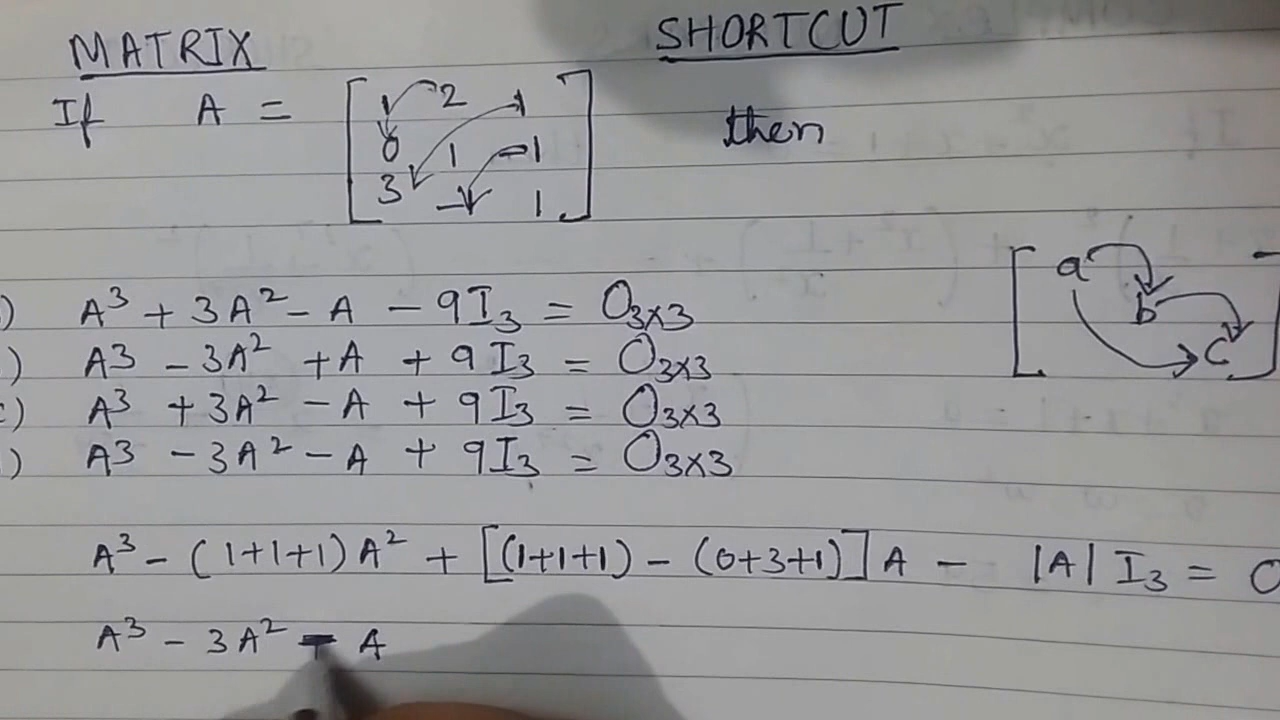 MATRIX SHORTCUT
If A = then
1 2 1
0 1 -1
3 -1 1
a
b
c
) A³ + 3A² - A - 9I₃ = O₃ₓ₃
) A³ - 3A² + A + 9I₃ = O₃ₓ₃
c) A³ + 3A² - A + 9I₃ = O₃ₓ₃
) A³ - 3A² - A + 9I₃ = O₃ₓ₃
A³ - (1+1+1)A² + [(1+1+1) - (0+3+1)]A - |A| I₃ = O
A³ - 3A² - A